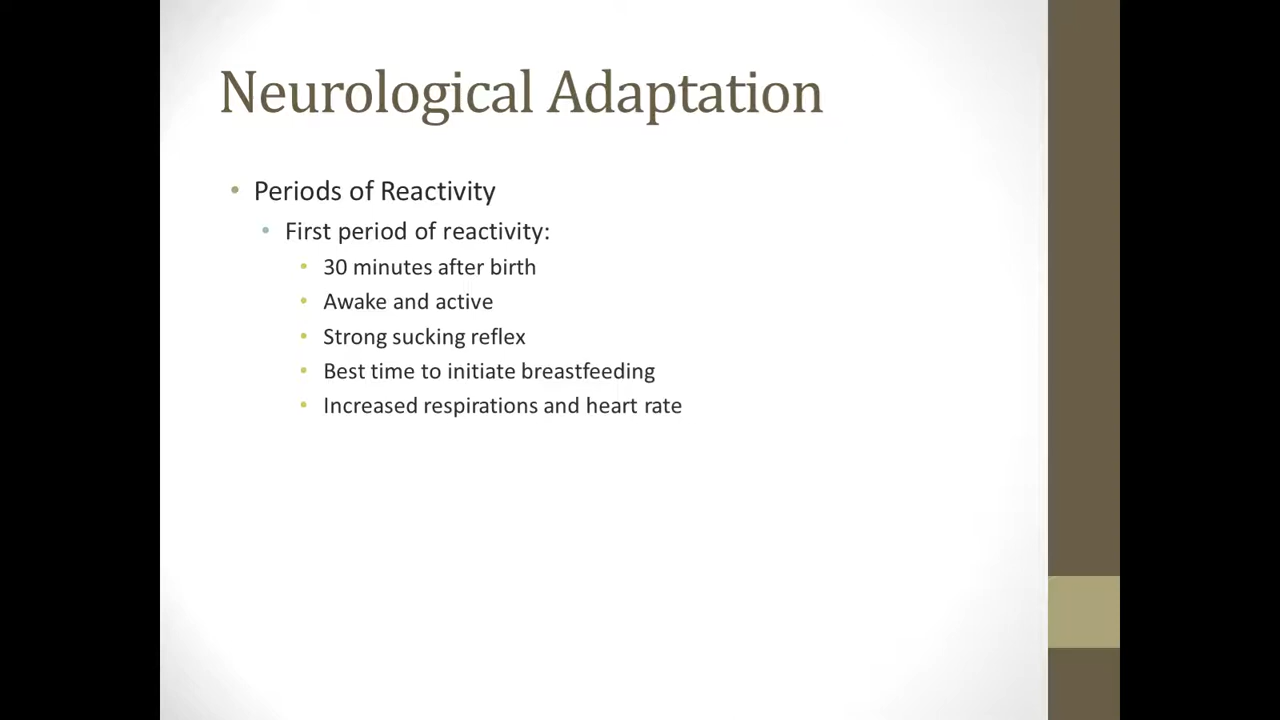 Neurological Adaptation
• Periods of Reactivity
• First period of reactivity:
• 30 minutes after birth
• Awake and active
• Strong sucking reflex
• Best time to initiate breastfeeding
• Increased respirations and heart rate